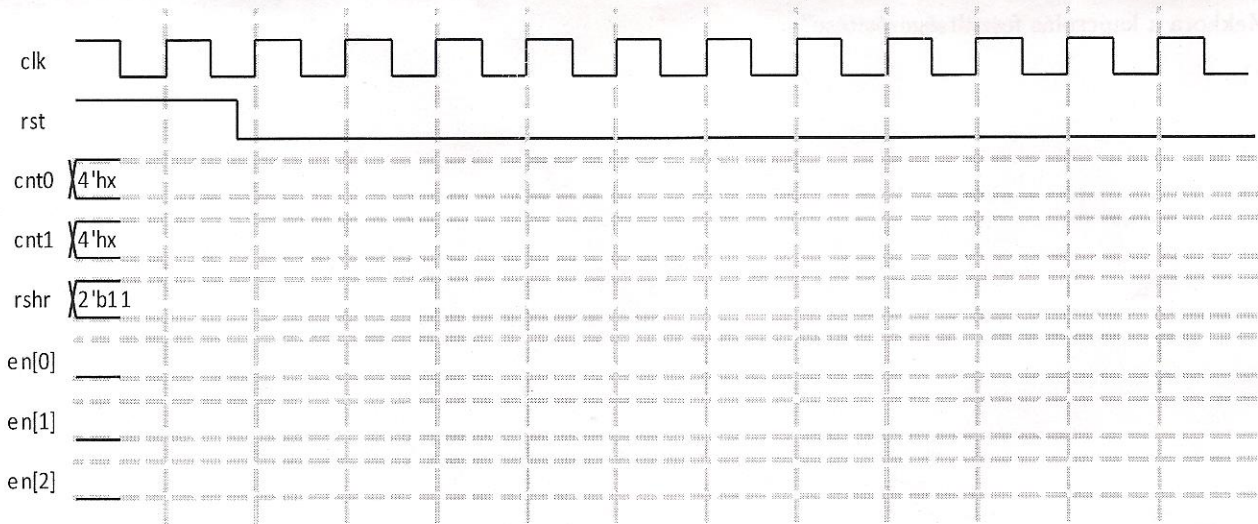 clk
rst
cnt0 4'hx
cnt1 4'hx
rshr 2'b11
en[0]
en[1]
en[2]